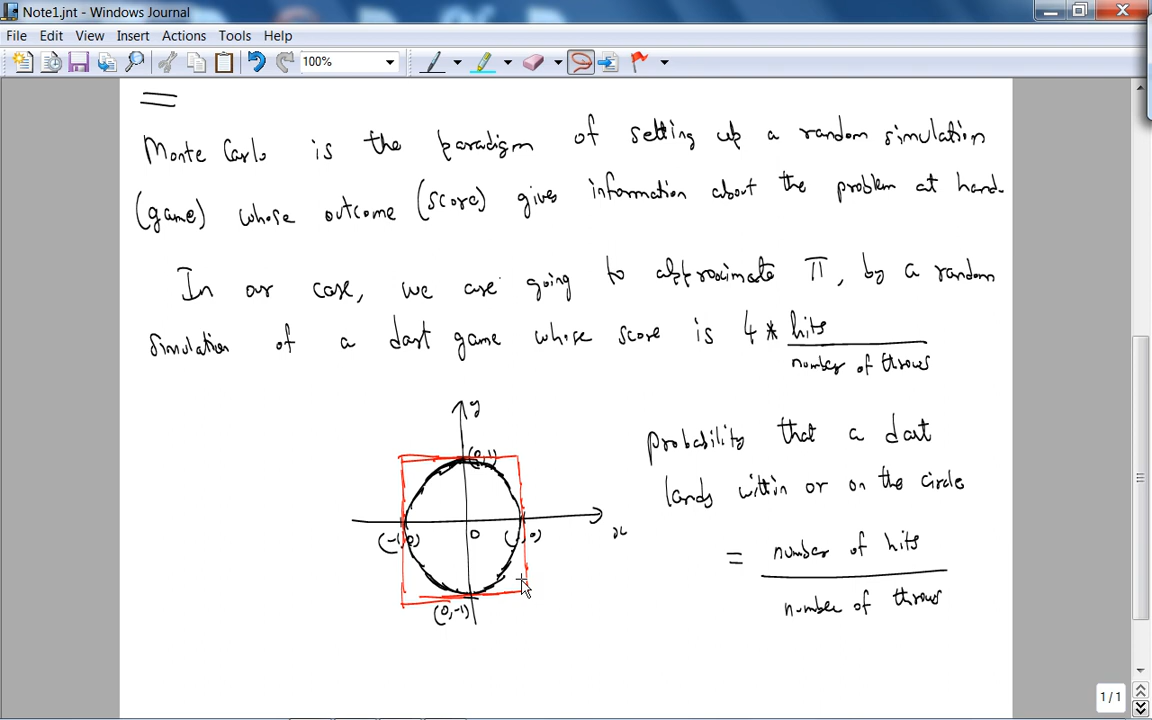 Note1.jnt - Windows Journal
File Edit View Insert Actions Tools Help
100%
Monte Carlo is the paradigm of setting up a random simulation
(game) whose outcome (score) gives information about the problem at hand.
In our case, we are going to approximate π, by a random
simulation of a dart game whose score is 4 * hits
number of throws
y
(0,1)
(-1,0) 0 (1,0) x
(0,-1)
probability that a dart
lands within or on the circle
= number of hits
number of throws
1/1